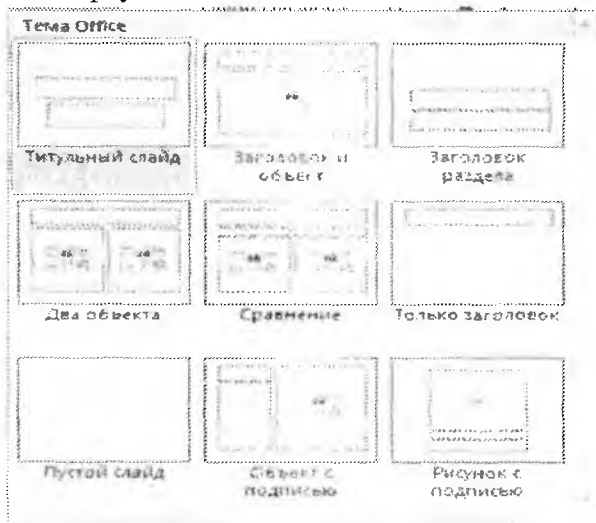 Тема Office
Титульный слайд
Заголовок и
объект
Заголовок
раздела
Два объекта
Сравнение
Только заголовок
Пустой слайд
Объект с
подписью
Рисунок с
подписью